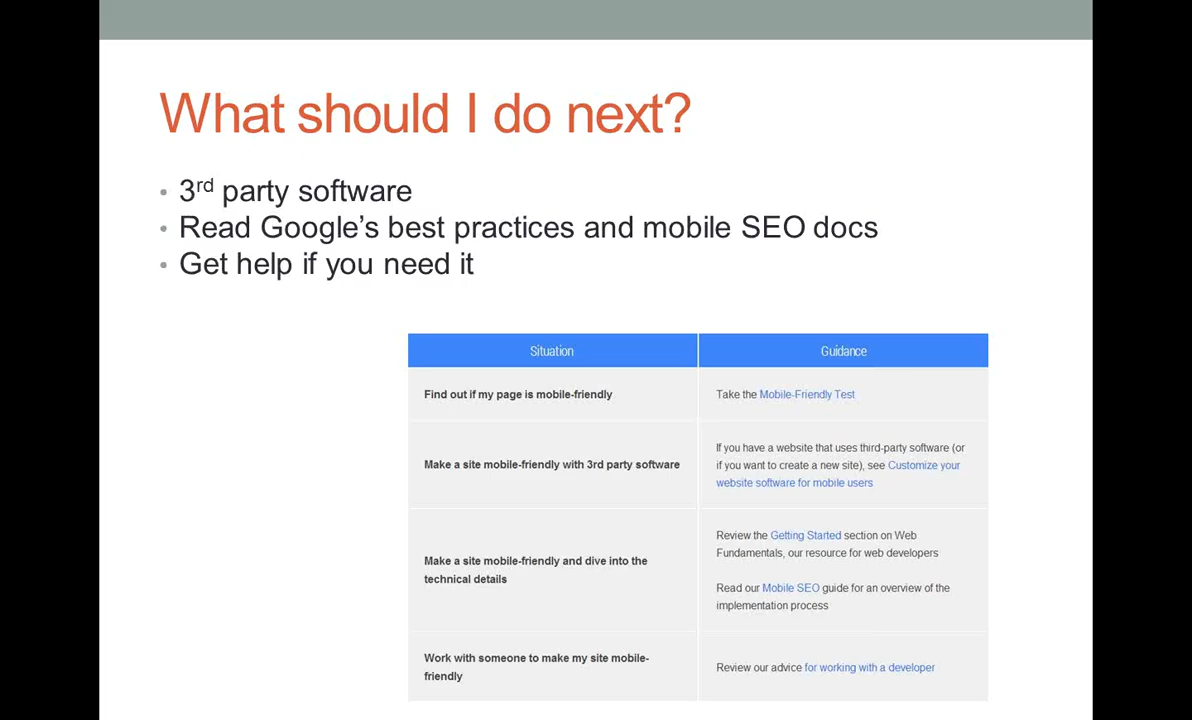 What should I do next?
• 3rd party software
• Read Google's best practices and mobile SEO docs
• Get help if you need it
Situation
Guidance
Find out if my page is mobile-friendly
Take the Mobile-Friendly Test
Make a site mobile-friendly with 3rd party software
If you have a website that uses third-party software (or
if you want to create a new site), see Customize your
website software for mobile users
Make a site mobile-friendly and dive into the
technical details
Review the Getting Started section on Web
Fundamentals, our resource for web developers
Read our Mobile SEO guide for an overview of the
implementation process
Work with someone to make my site mobile-
friendly
Review our advice for working with a developer